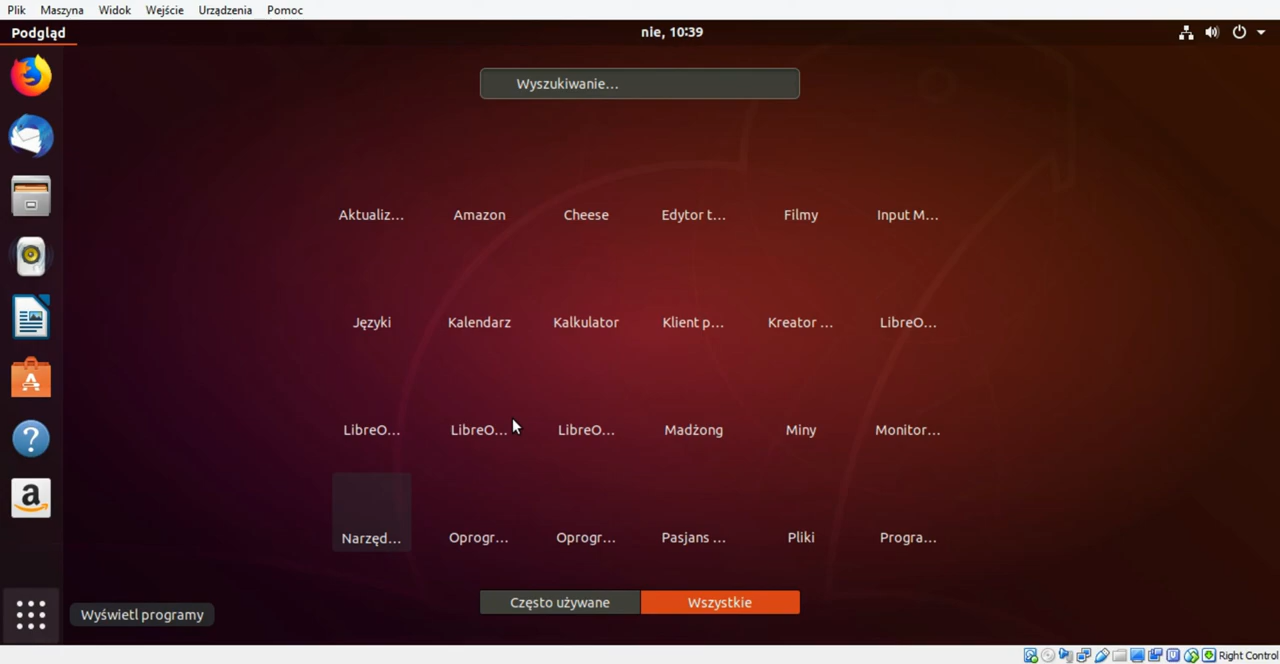 Plik Maszyna Widok Wejście Urządzenia Pomoc
Podgląd nie, 10:39
Wyszukiwanie...
Aktualiz... Amazon Cheese Edytor t... Filmy Input M...
Języki Kalendarz Kalkulator Klient p... Kreator ... LibreO...
LibreO... LibreO... LibreO... Madżong Miny Monitor...
Narzęd... Oprogr... Oprogr... Pasjans ... Pliki Progra...
Często używane Wszystkie
Wyświetl programy
Right Control